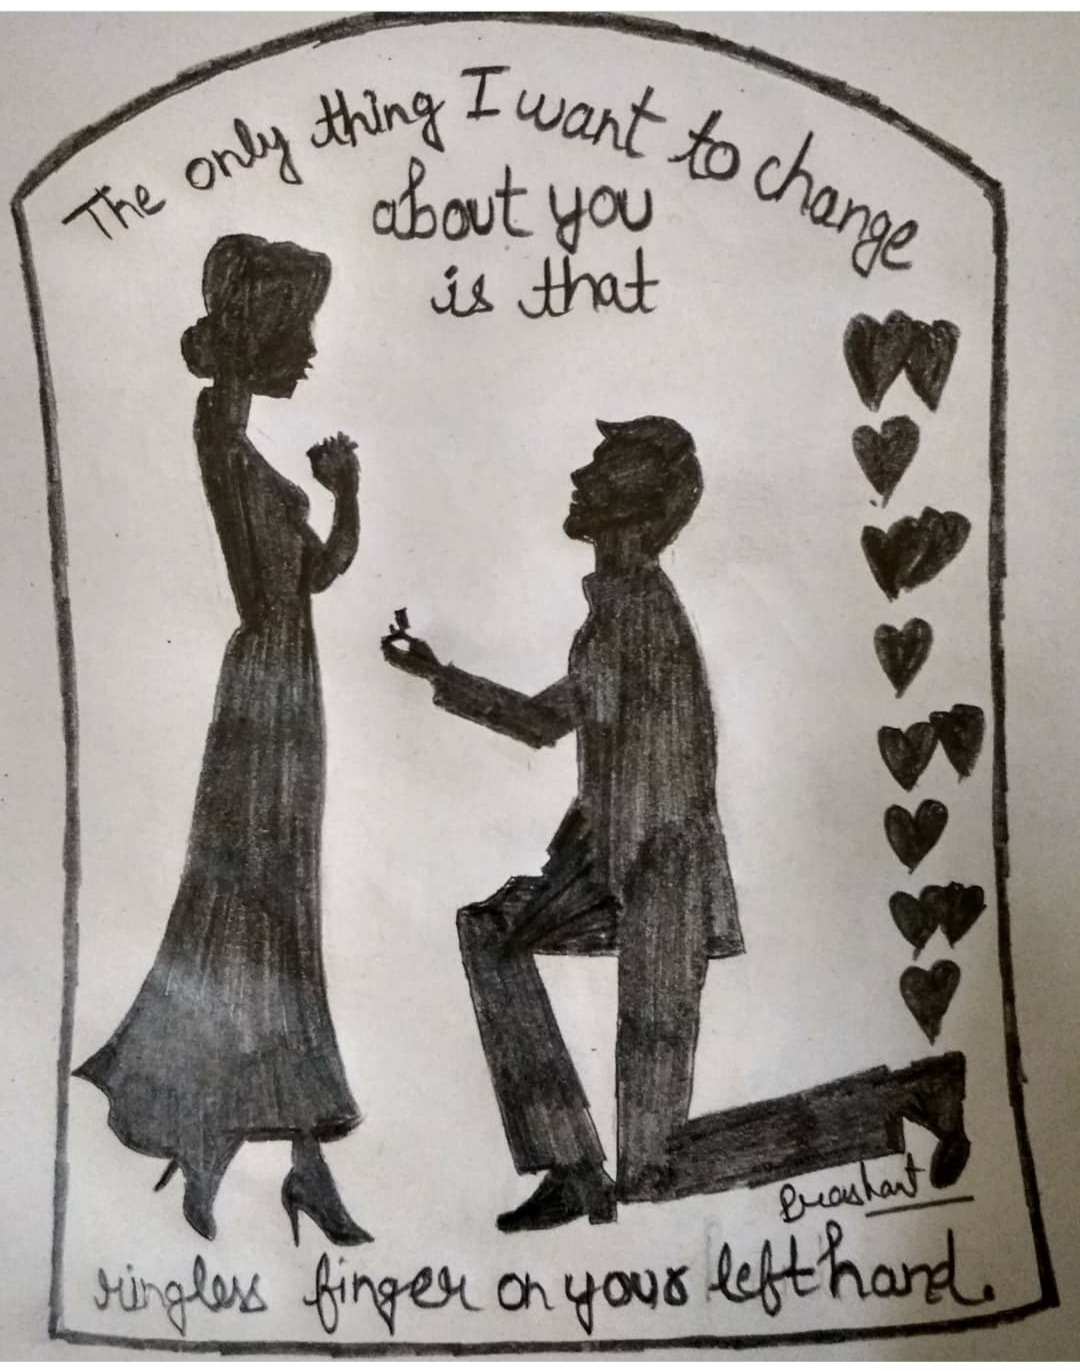 The only thing I want to change
about you
is that
Prashant
ringless finger on your left hand.